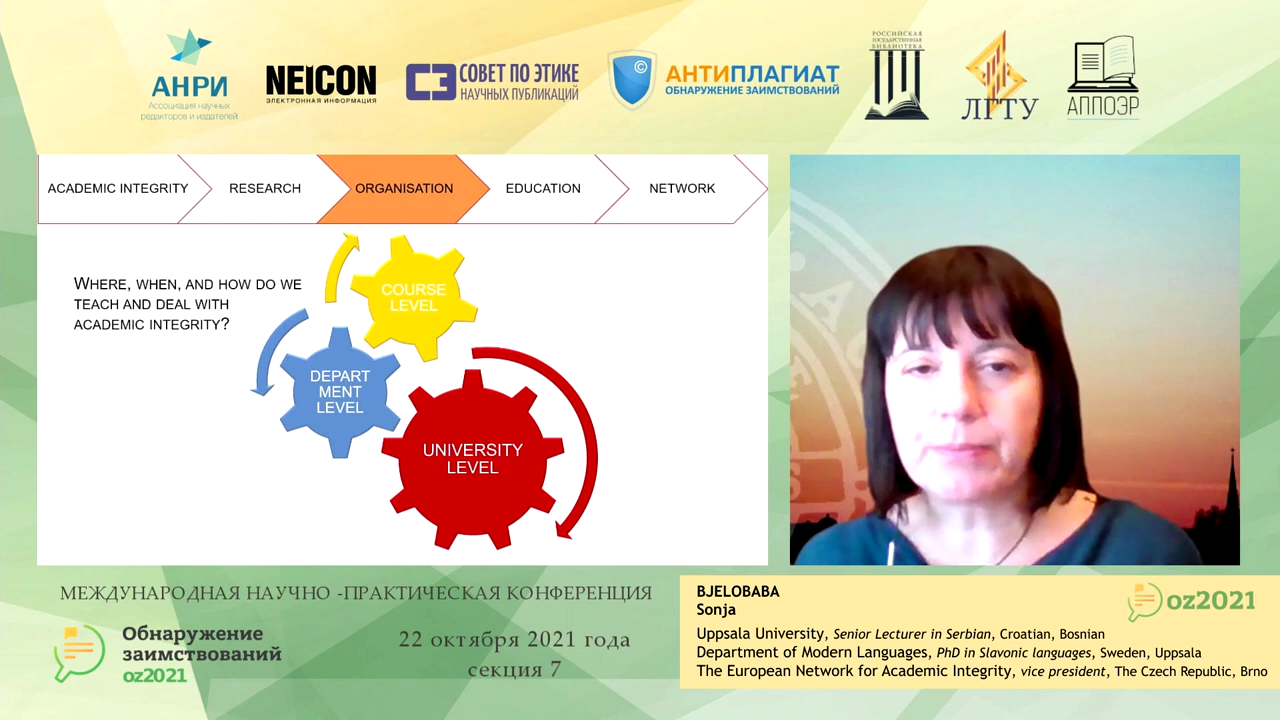 АНРИ
Ассоциация научных
редакторов и издателей
NEICON
ЭЛЕКТРОННАЯ ИНФОРМАЦИЯ
СЭ СОВЕТ ПО ЭТИКЕ
НАУЧНЫХ ПУБЛИКАЦИЙ
©
АНТИПЛАГИАТ
ОБНАРУЖЕНИЕ ЗАИМСТВОВАНИЙ
РОССИЙСКАЯ
ГОСУДАРСТВЕННАЯ
БИБЛИОТЕКА
ЛГТУ
АППОЭР
ACADEMIC INTEGRITY
RESEARCH
ORGANISATION
EDUCATION
NETWORK
WHERE, WHEN, AND HOW DO WE
TEACH AND DEAL WITH
ACADEMIC INTEGRITY?
COURSE
LEVEL
DEPART
MENT
LEVEL
UNIVERSITY
LEVEL
МЕЖДУНАРОДНАЯ НАУЧНО -ПРАКТИЧЕСКАЯ КОНФЕРЕНЦИЯ
Обнаружение
заимствований
oz2021
22 октября 2021 года
секция 7
BJELOBABA
Sonja
oz2021
Uppsala University, Senior Lecturer in Serbian, Croatian, Bosnian
Department of Modern Languages, PhD in Slavonic languages, Sweden, Uppsala
The European Network for Academic Integrity, vice president, The Czech Republic, Brno